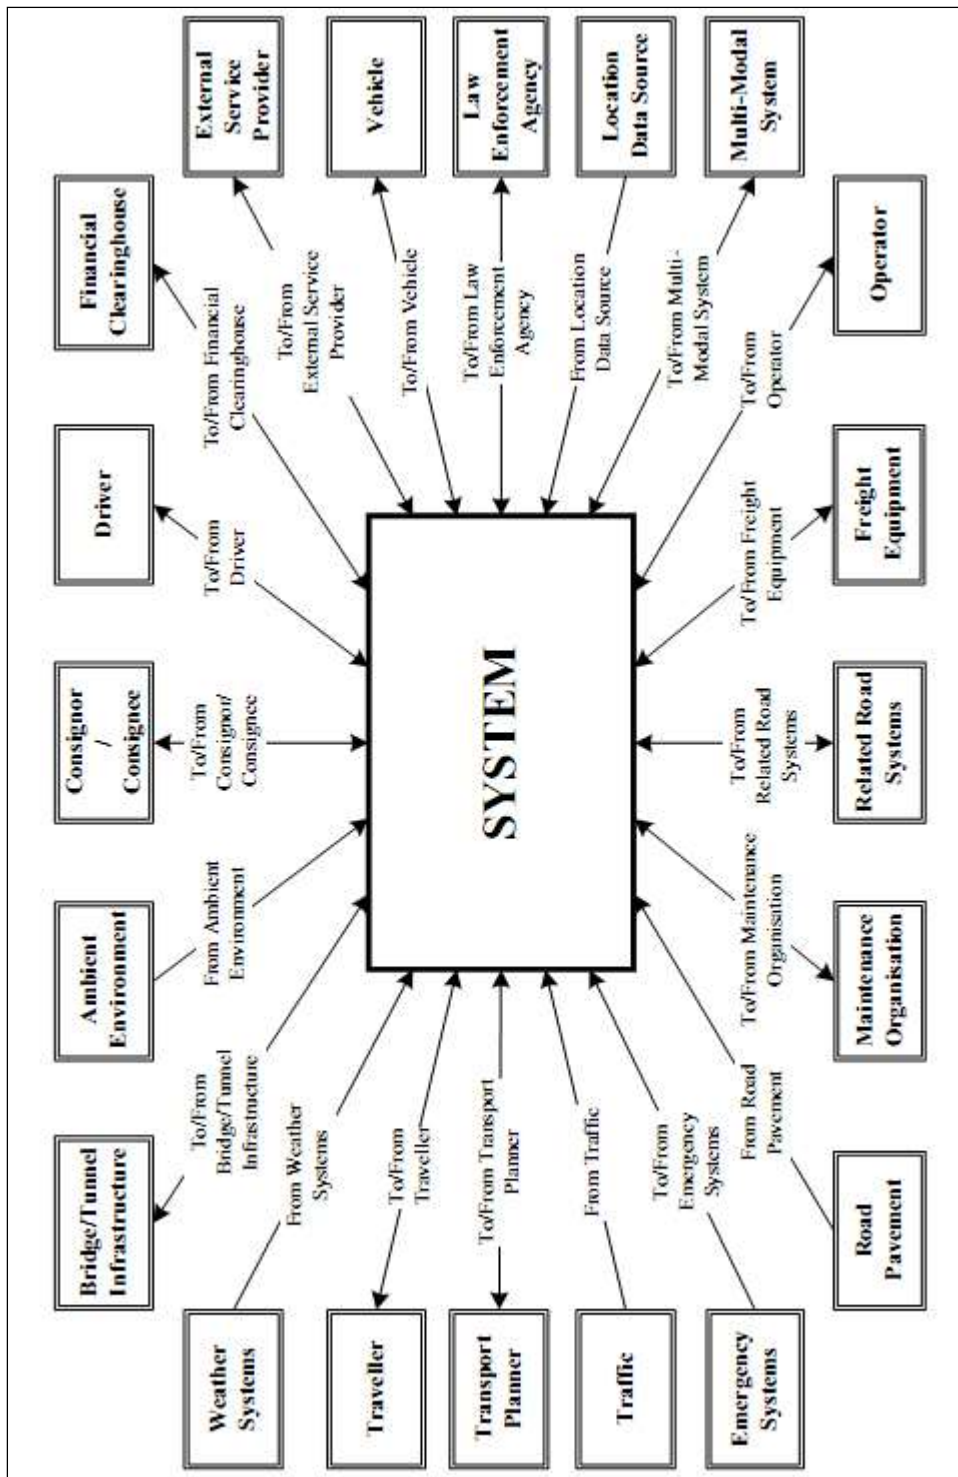 Bridge/Tunnel
Infrastructure
Ambient
Environment
Consignor
/
Consignee
Driver
Financial
Clearinghouse
To/From
Bridge/Tunnel
Infrastructure
From Ambient
Environment
To/From
Consignor/
Consignee
To/From
Driver
To/From Financial
Clearinghouse
Weather
Systems
From Weather
Systems
To/From
External Service
Provider
External
Service
Provider
Traveller
To/From
Traveller
To/From Vehicle
Vehicle
Transport
Planner
To/From Transport
Planner
SYSTEM
To/From Law
Enforcement
Agency
Law
Enforcement
Agency
Traffic
From Traffic
From Location
Data Source
Location
Data Source
Emergency
Systems
To/From
Emergency
Systems
To/From Multi-
Modal System
Multi-Modal
System
From Road
Pavement
To/From Maintenance
Organisation
To/From
Related Road
Systems
To/From Freight
Equipment
To/From
Operator
Road
Pavement
Maintenance
Organisation
Related Road
Systems
Freight
Equipment
Operator